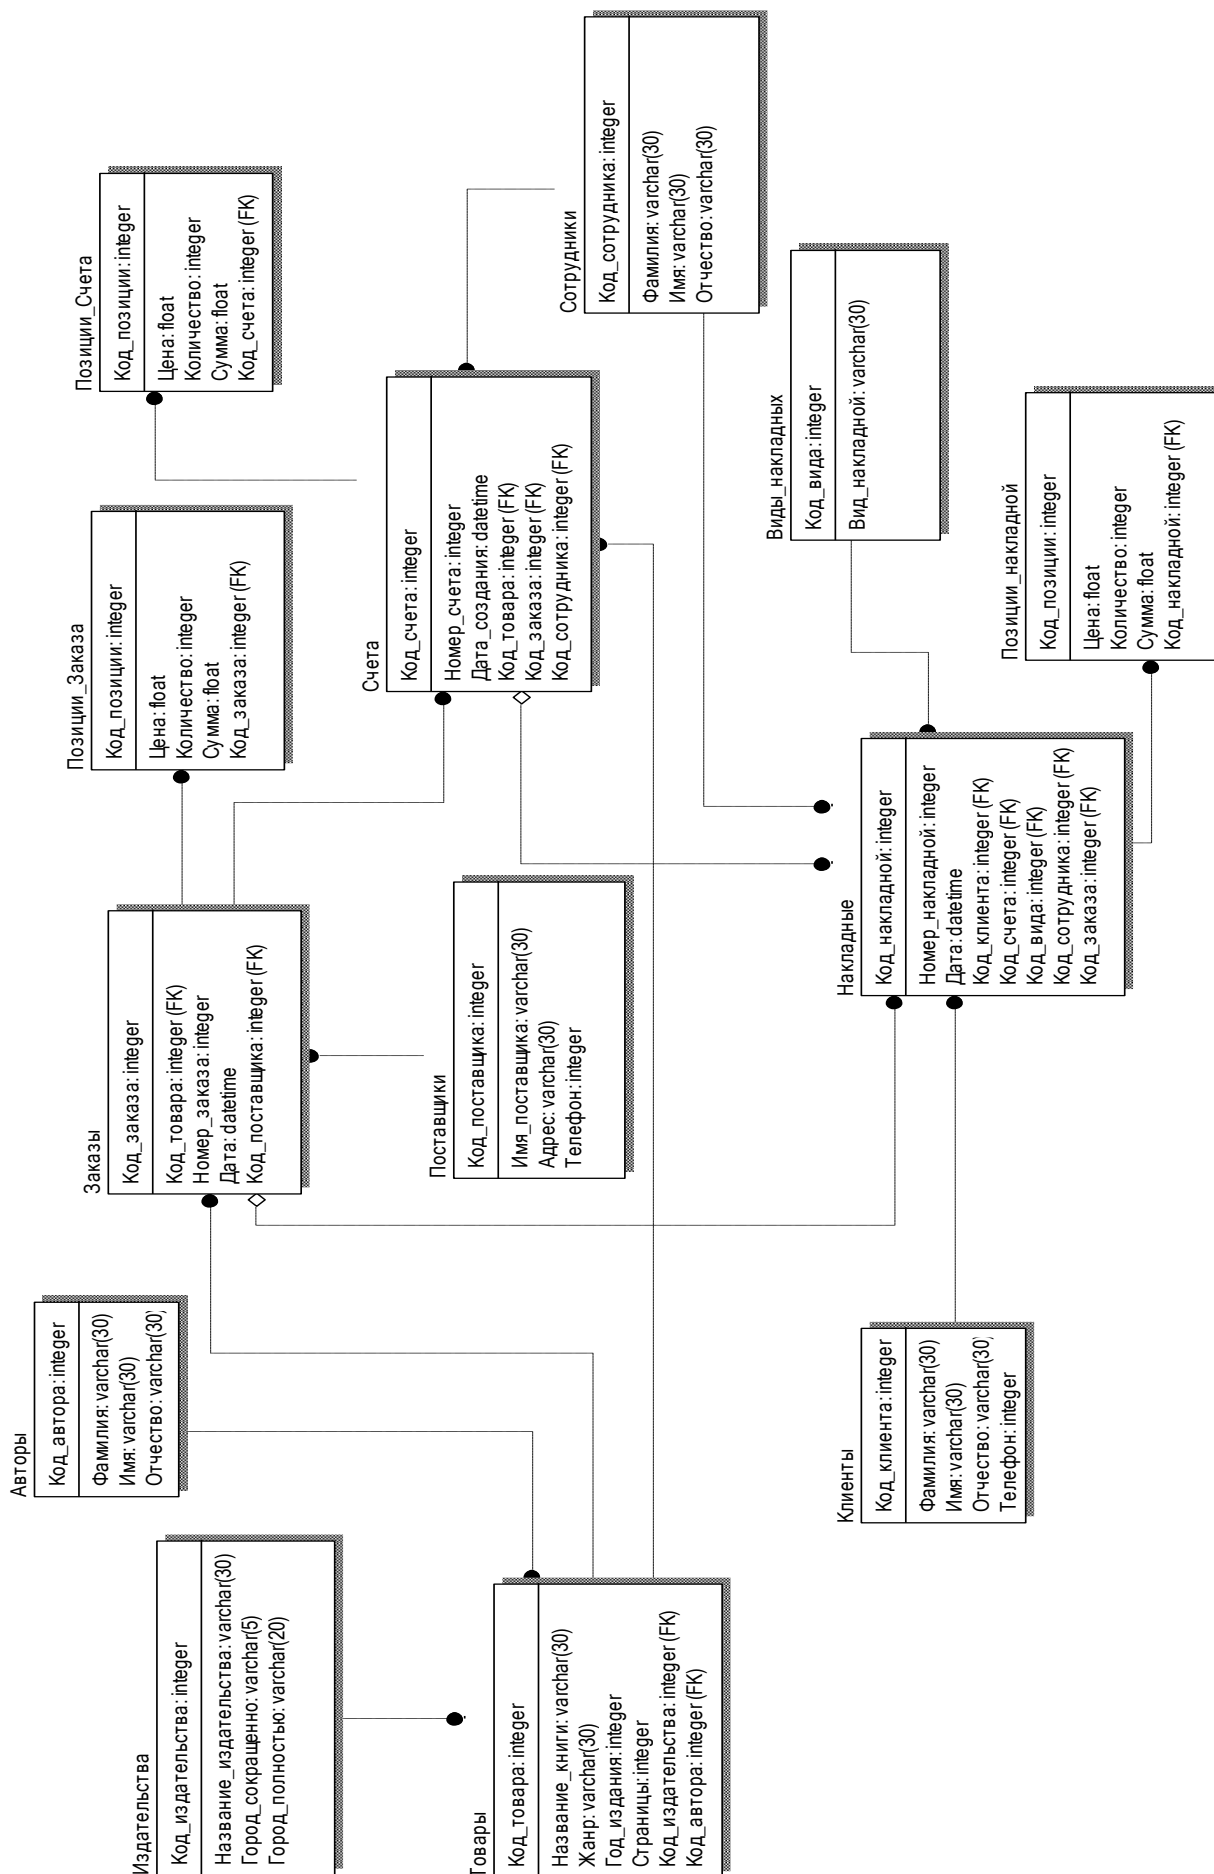 Издательства
Код_издательства: integer
Название_издательства: varchar(30)
Город_сокращенно: varchar(5)
Город_полностью: varchar(20)
Авторы
Код_автора: integer
Фамилия: varchar(30)
Имя: varchar(30)
Отчество: varchar(30)
Заказы
Код_заказа: integer
Код_товара: integer (FK)
Номер_заказа: integer
Дата: datetime
Код_поставщика: integer (FK)
Позиции_Заказа
Код_позиции: integer
Цена: float
Количество: integer
Сумма: float
Код_заказа: integer (FK)
Позиции_Счета
Код_позиции: integer
Цена: float
Количество: integer
Сумма: float
Код_счета: integer (FK)
Товары
Код_товара: integer
Название_книги: varchar(30)
Жанр: varchar(30)
Год_издания: integer
Страницы: integer
Код_издательства: integer (FK)
Код_автора: integer (FK)
Поставщики
Код_поставщика: integer
Имя_поставщика: varchar(30)
Адрес: varchar(30)
Телефон: integer
Счета
Код_счета: integer
Номер_счета: integer
Дата_создания: datetime
Код_товара: integer (FK)
Код_заказа: integer (FK)
Код_сотрудника: integer (FK)
Сотрудники
Код_сотрудника: integer
Фамилия: varchar(30)
Имя: varchar(30)
Отчество: varchar(30)
Клиенты
Код_клиента: integer
Фамилия: varchar(30)
Имя: varchar(30)
Отчество: varchar(30)
Телефон: integer
Накладные
Код_накладной: integer
Номер_накладной: integer
Дата: datetime
Код_клиента: integer (FK)
Код_счета: integer (FK)
Код_вида: integer (FK)
Код_сотрудника: integer (FK)
Код_заказа: integer (FK)
Виды_накладных
Код_вида: integer
Вид_накладной: varchar(30)
Позиции_накладной
Код_позиции: integer
Цена: float
Количество: integer
Сумма: float
Код_накладной: integer (FK)